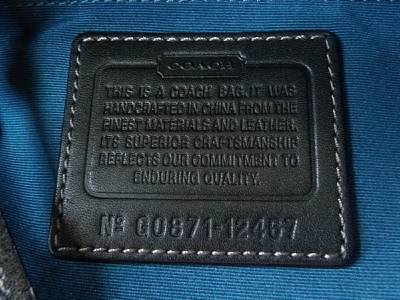 COACH
THIS IS A COACH BAG. IT WAS
HANDCRAFTED IN CHINA FROM THE
FINEST MATERIALS AND LEATHER.
ITS SUPERIOR CRAFTSMANSHIP
REFLECTS OUR COMMITMENT TO
ENDURING QUALITY.
Nº G0871-12467